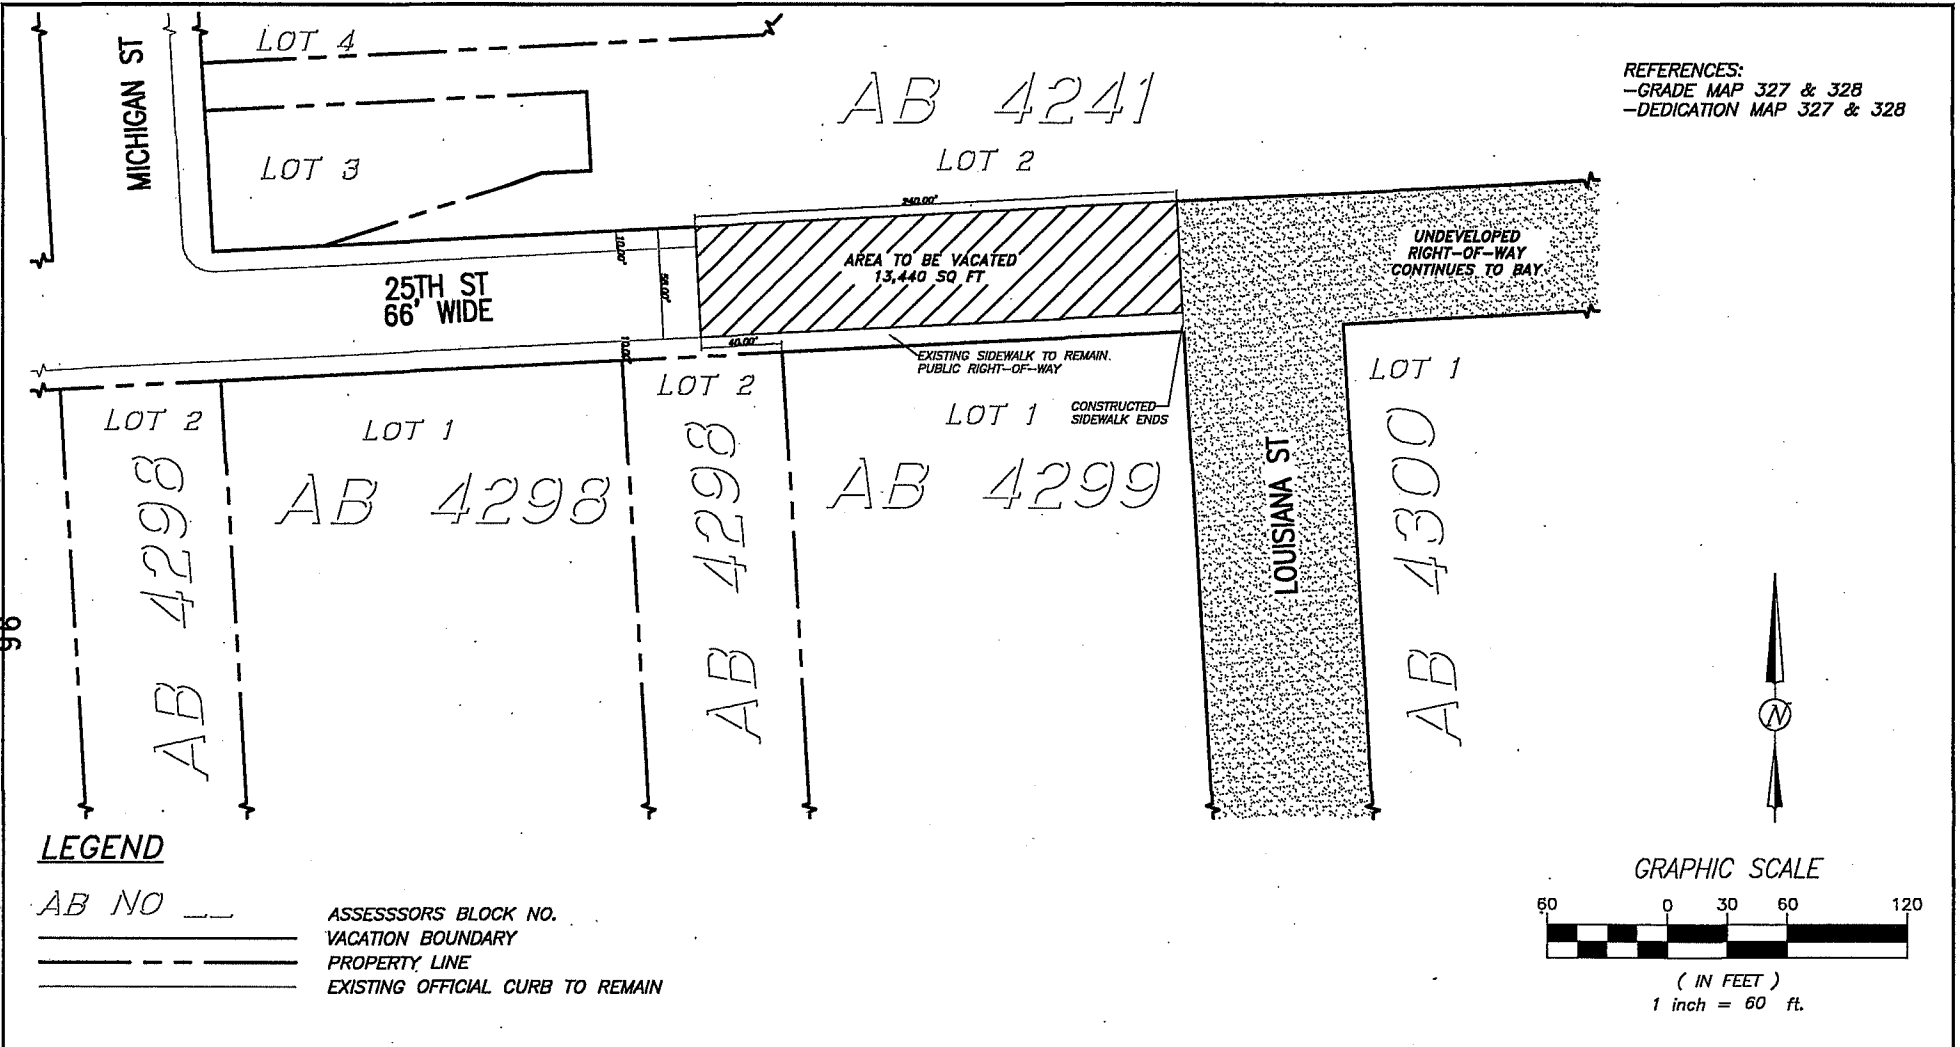 LOT 4
MICHIGAN ST
LOT 3
AB 4241
LOT 2
REFERENCES:
-GRADE MAP 327 & 328
-DEDICATION MAP 327 & 328
240.00'
UNDEVELOPED
RIGHT-OF-WAY
CONTINUES TO BAY
AREA TO BE VACATED
13,440 SQ FT
10.00'
25TH ST
66' WIDE
10.00'
40.00'
EXISTING SIDEWALK TO REMAIN.
PUBLIC RIGHT-OF-WAY
CONSTRUCTED
SIDEWALK ENDS
LOT 2
AB 4298
LOT 1
AB 4298
LOT 2
AB 4298
LOT 1
AB 4299
LOUISIANA ST
LOT 1
AB 4300
96
N
LEGEND
AB NO __
ASSESSSORS BLOCK NO.
VACATION BOUNDARY
PROPERTY LINE
EXISTING OFFICIAL CURB TO REMAIN
GRAPHIC SCALE
60 0 30 60 120
( IN FEET )
1 inch = 60 ft.